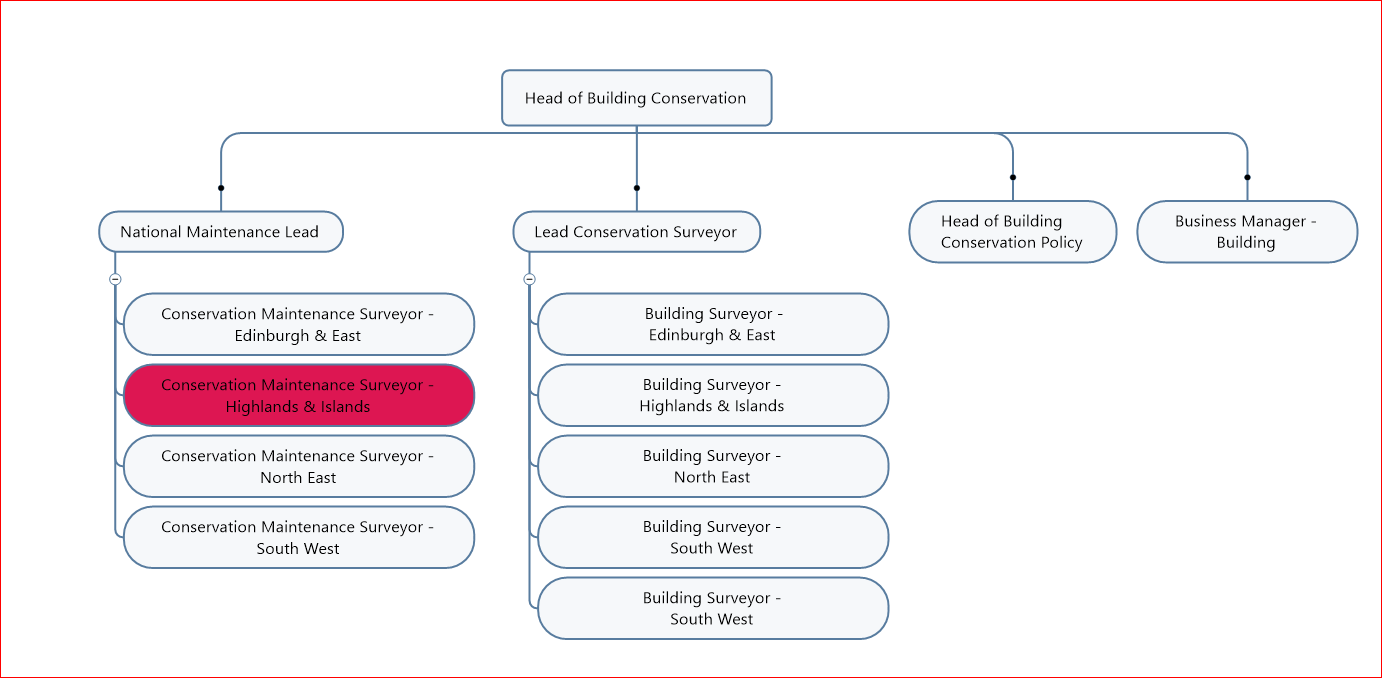 Head of Building Conservation
National Maintenance Lead
Lead Conservation Surveyor
Head of Building
Conservation Policy
Business Manager -
Building
Conservation Maintenance Surveyor -
Edinburgh & East
Conservation Maintenance Surveyor -
Highlands & Islands
Conservation Maintenance Surveyor -
North East
Conservation Maintenance Surveyor -
South West
Building Surveyor -
Edinburgh & East
Building Surveyor -
Highlands & Islands
Building Surveyor -
North East
Building Surveyor -
South West
Building Surveyor -
South West